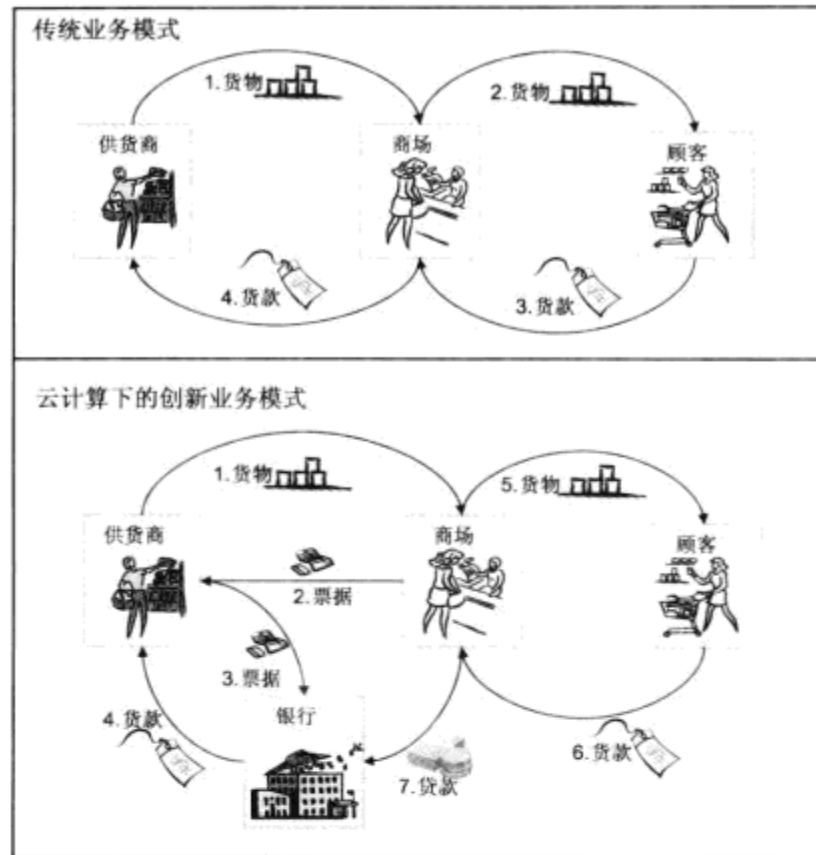 传统业务模式
1.货物
2.货物
供货商
商场
顾客
4.货款
3.货款
云计算下的创新业务模式
1.货物
5.货物
供货商
商场
顾客
2.票据
3.票据
银行
4.货款
6.货款
7.贷款